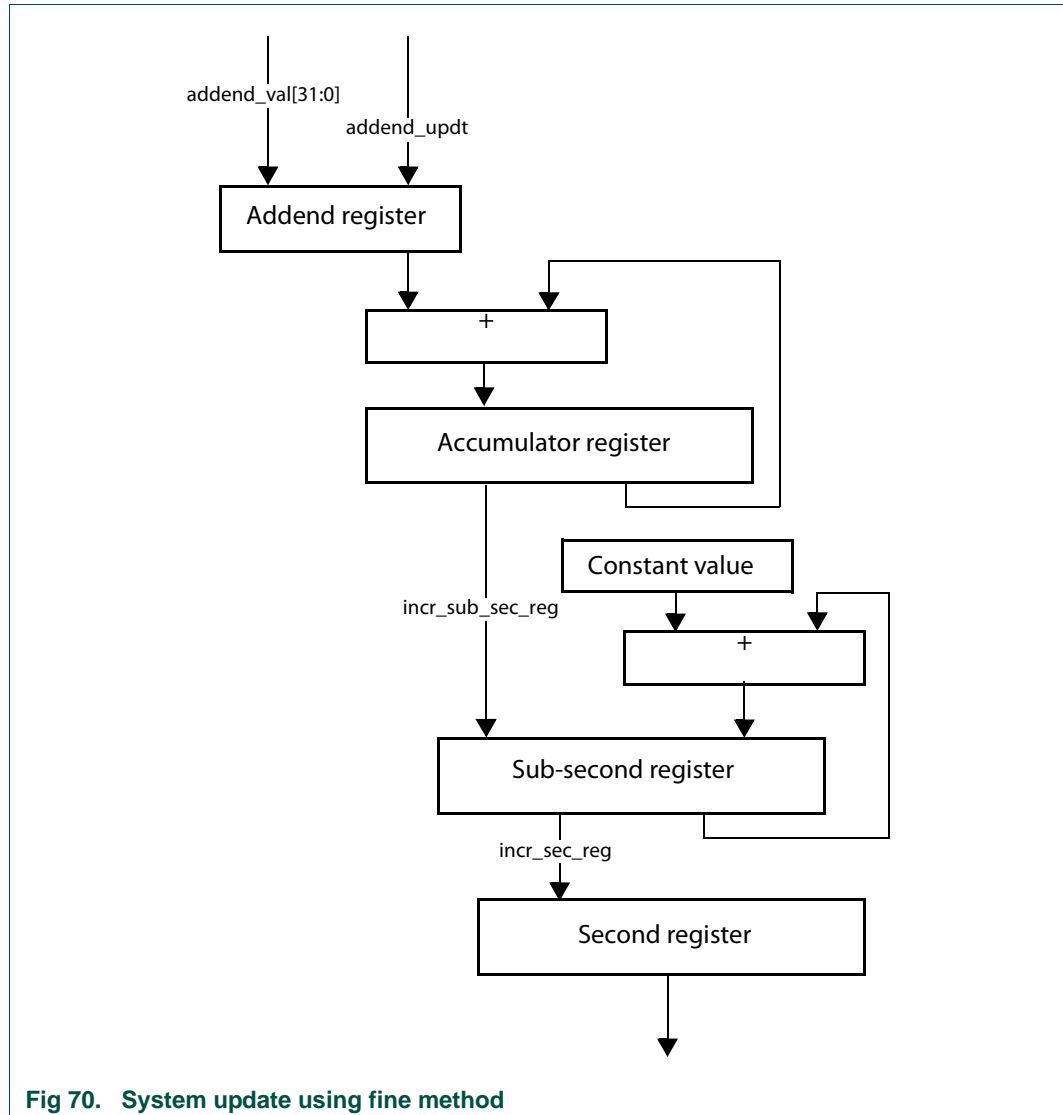 addend_val[31:0]
addend_updt
Addend register
+
Accumulator register
Constant value
incr_sub_sec_reg
+
Sub-second register
incr_sec_reg
Second register
Fig 70. System update using fine method